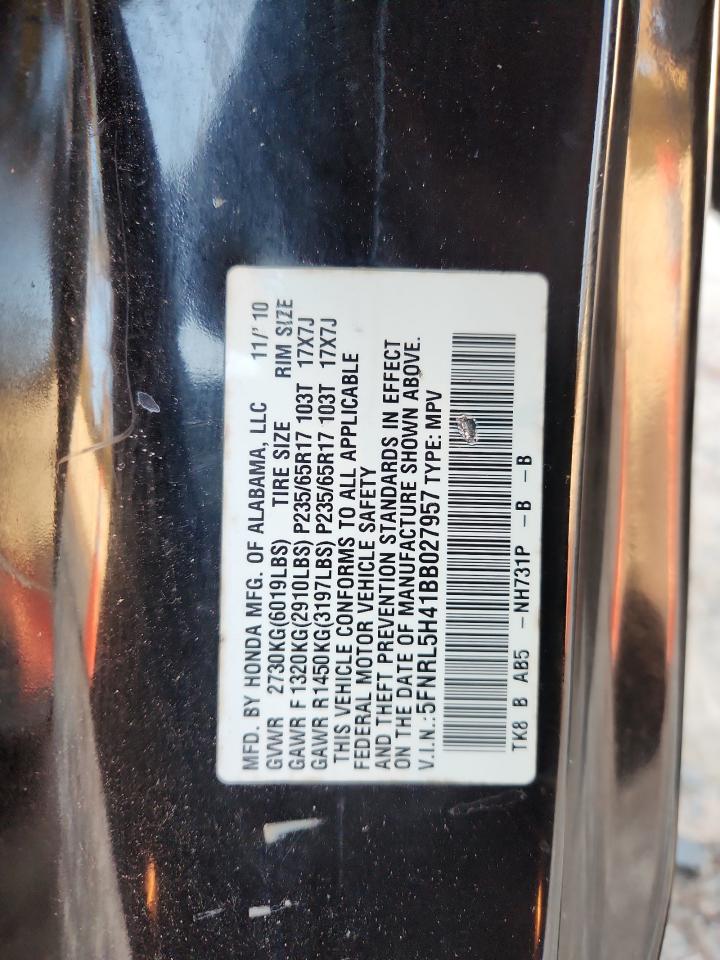 MFD. BY HONDA MFG. OF ALABAMA, LLC 11/'10
GVWR 2730KG(6019LBS) TIRE SIZE RIM SIZE
GAWR F 1320KG(2910LBS) P235/65R17 103T 17X7J
GAWR R1450KG(3197LBS) P235/65R17 103T 17X7J
THIS VEHICLE CONFORMS TO ALL APPLICABLE
FEDERAL MOTOR VEHICLE SAFETY
AND THEFT PREVENTION STANDARDS IN EFFECT
ON THE DATE OF MANUFACTURE SHOWN ABOVE.
V.I.N.:5FNRL5H41BB027957 TYPE: MPV
TK8 B AB5 -NH731P -B -B